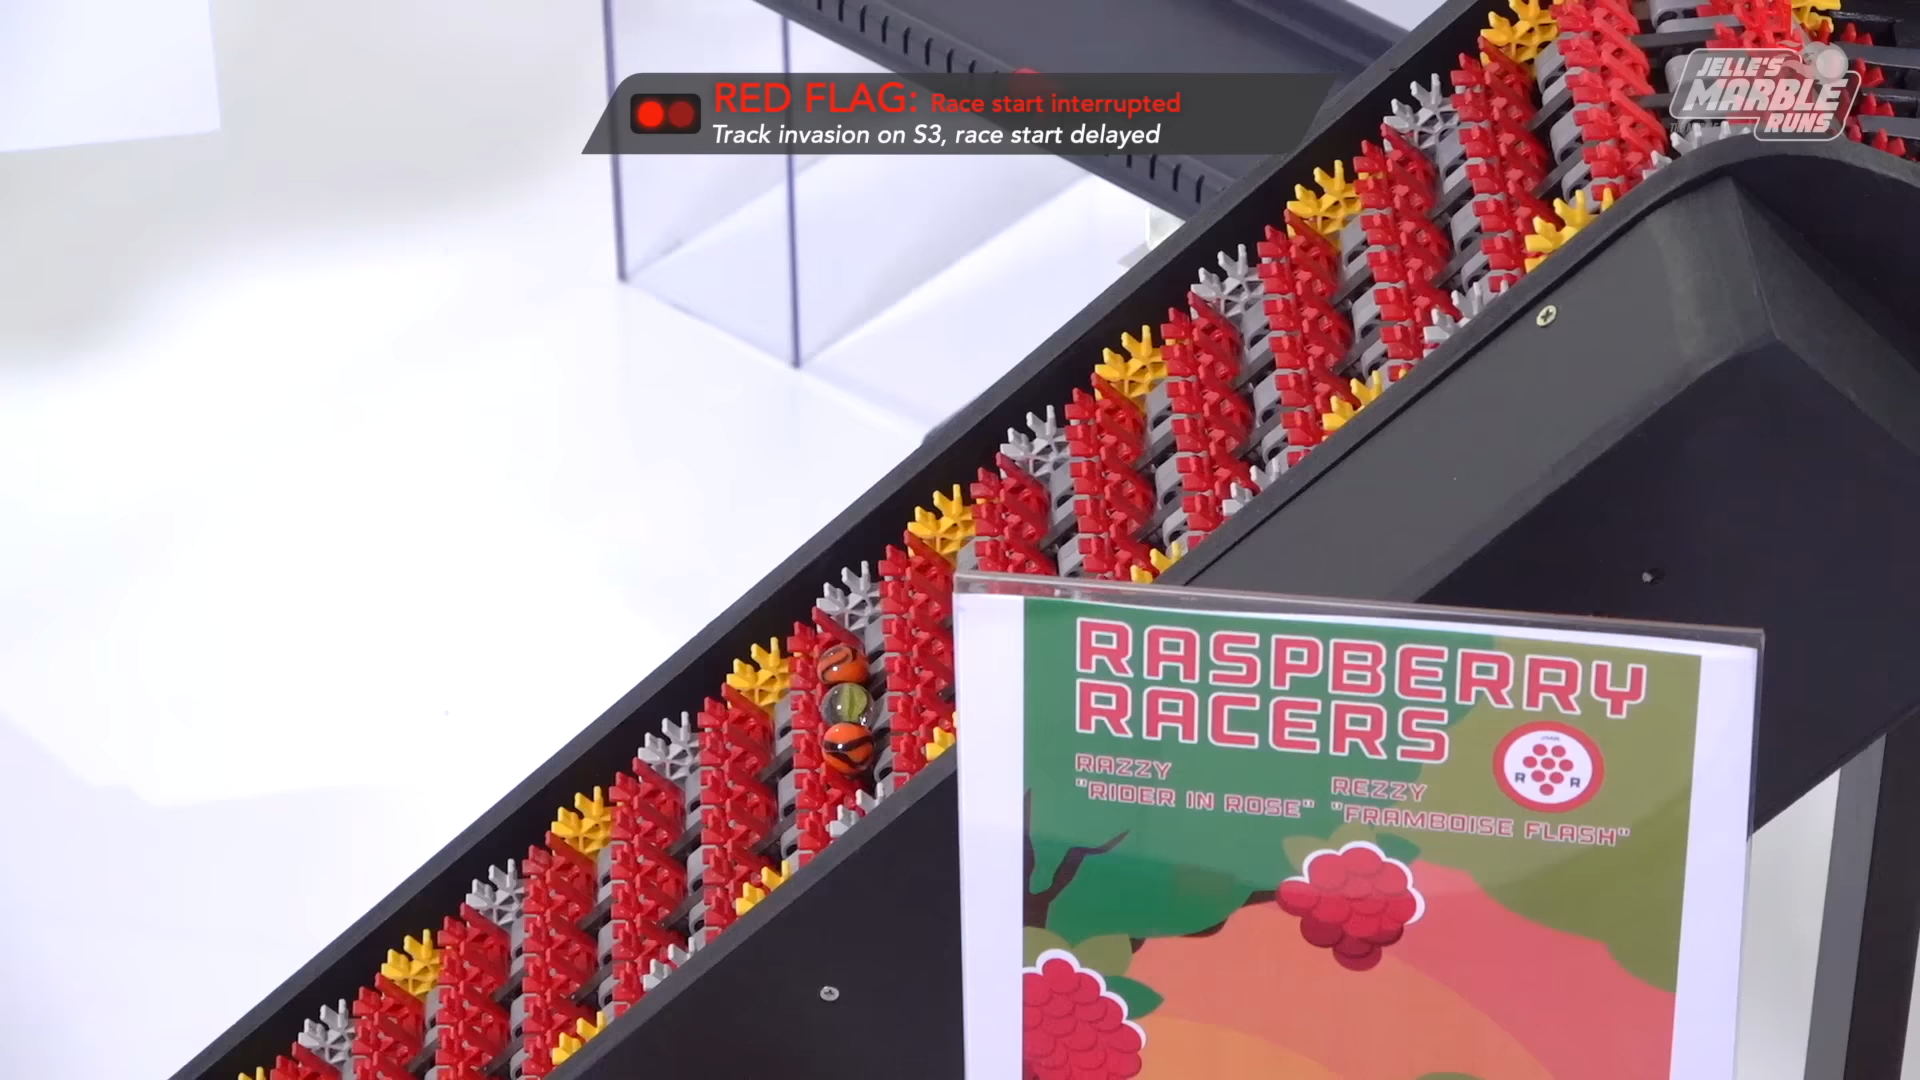 RED FLAG: Race start interrupted
Track invasion on S3, race start delayed
JELLE'S
MARBLE
RUNS
RASPBERRY
RACERS
RAZZY
"RIDER IN ROSE"
REZZY
"FRAMBOISE FLASH"
R R